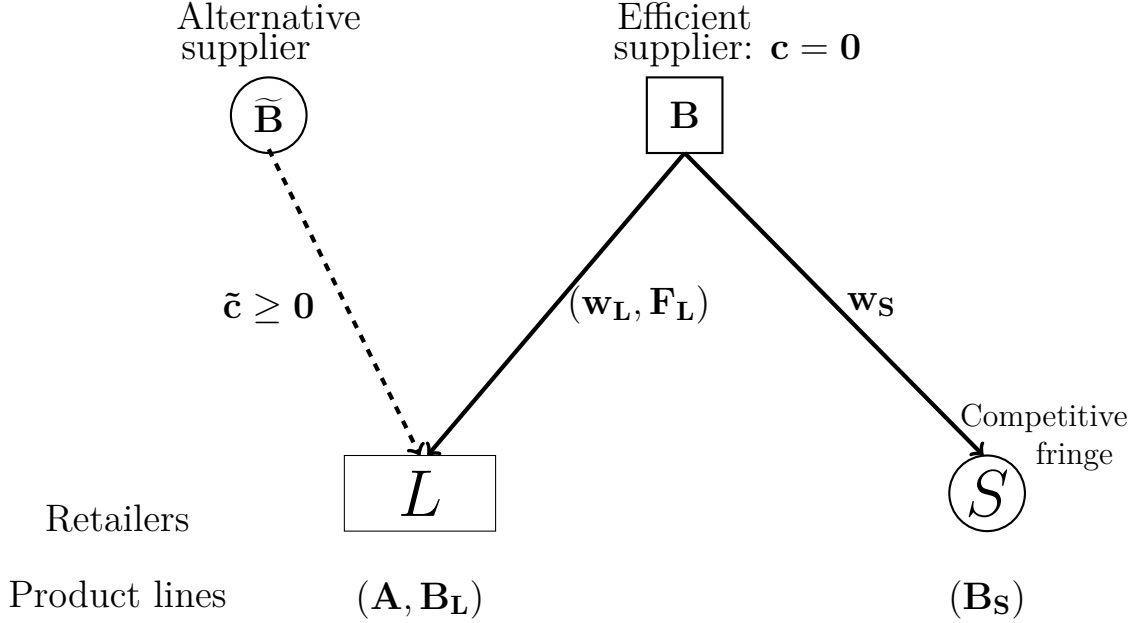 Alternative
supplier
Efficient
supplier: c = 0
B̃
B
c̃ ≥ 0
(w_L, F_L)
w_S
Competitive
fringe
L
S
Retailers
Product lines
(A, B_L)
(B_S)